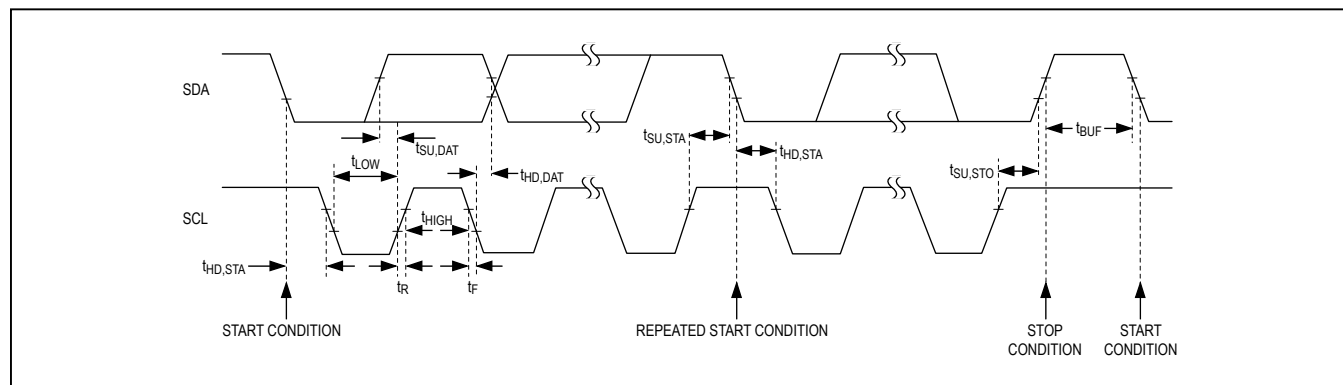 SDA
tSU,DAT
tSU,STA
tHD,STA
tBUF
tLOW
tHD,DAT
tSU,STO
SCL
tHIGH
tHD,STA
tR
tF
START CONDITION
REPEATED START CONDITION
STOP
CONDITION
START
CONDITION